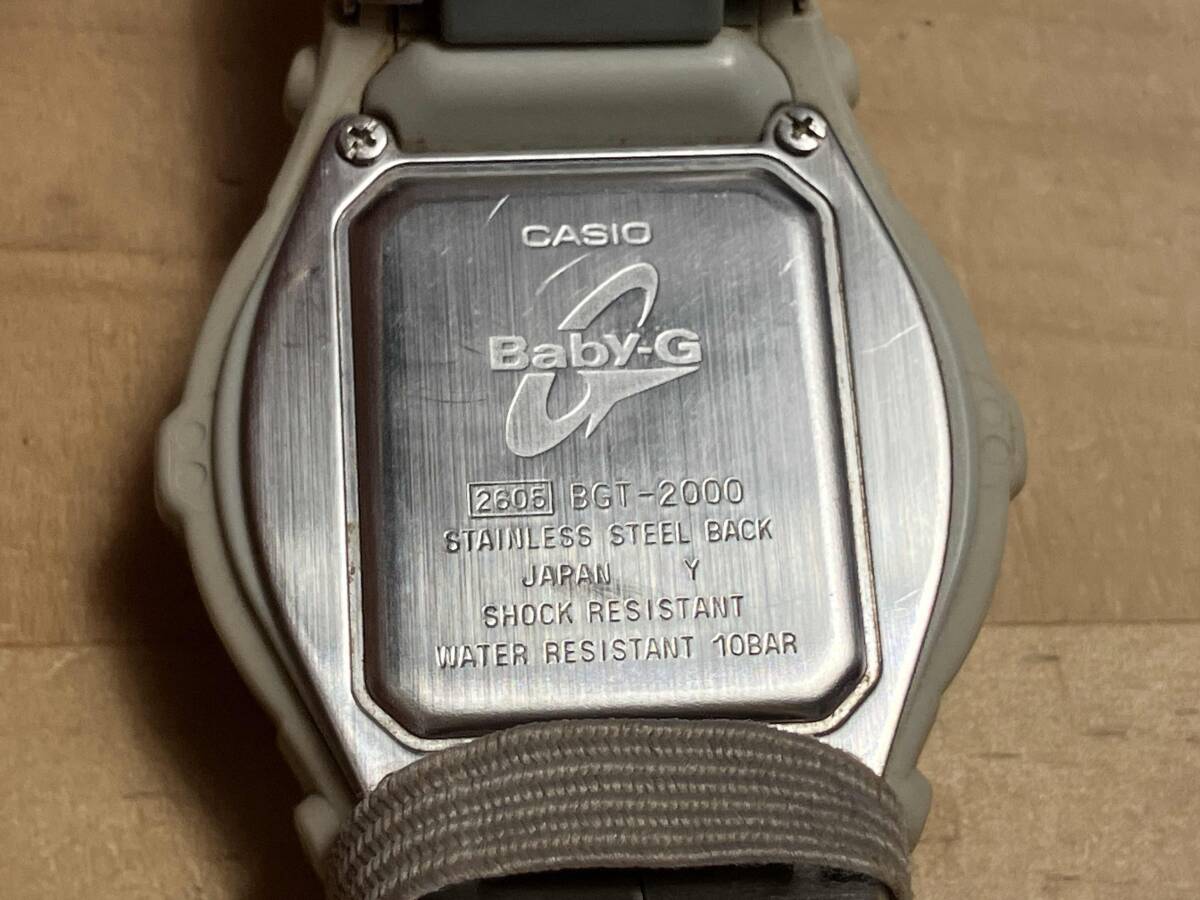 CASIO
Baby-G
2605 BGT-2000
STAINLESS STEEL BACK
JAPAN Y
SHOCK RESISTANT
WATER RESISTANT 10BAR